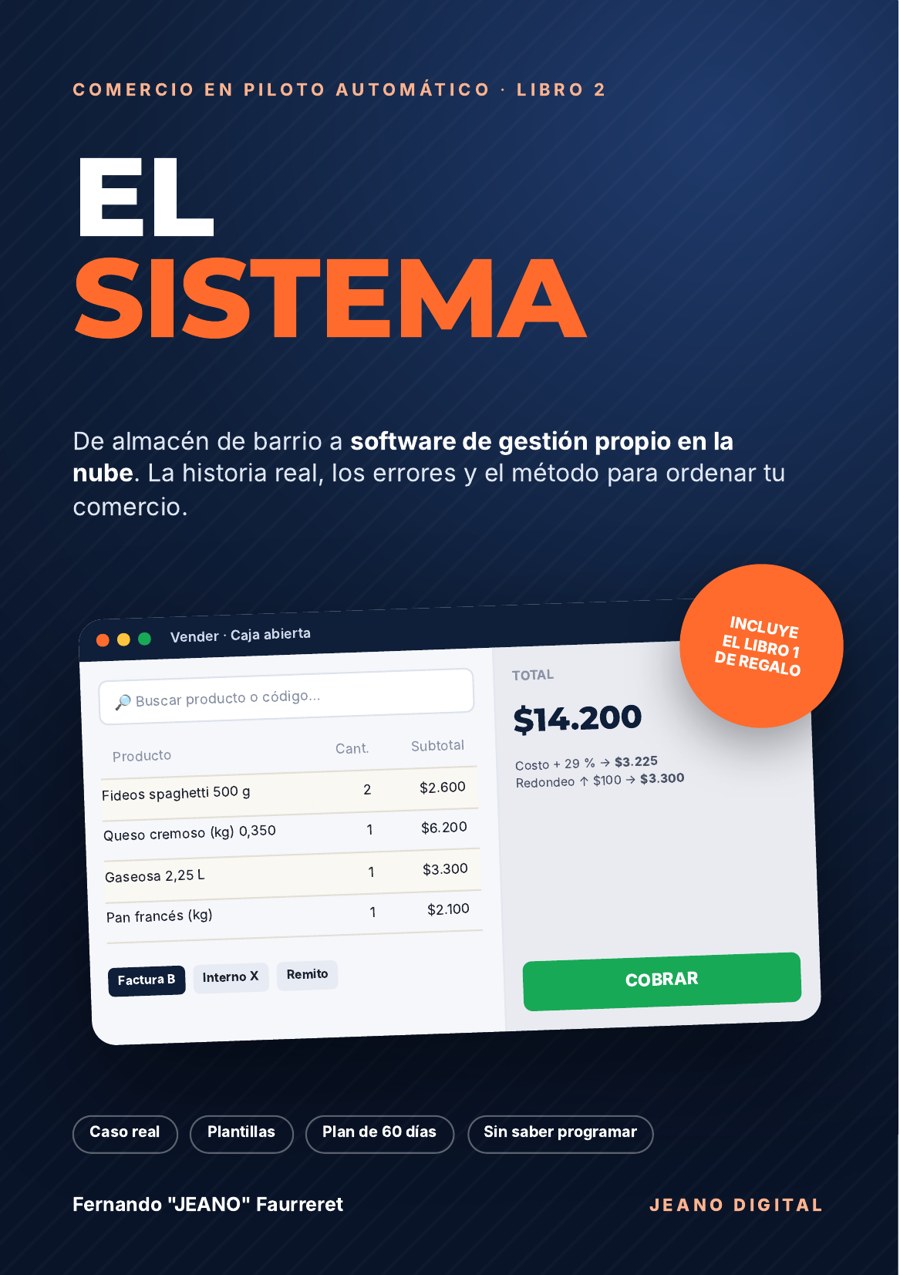 COMERCIO EN PILOTO AUTOMÁTICO · LIBRO 2
EL
SISTEMA
De almacén de barrio a software de gestión propio en la
nube. La historia real, los errores y el método para ordenar tu
comercio.
Vender · Caja abierta
INCLUYE
EL LIBRO 1
DE REGALO
🔎 Buscar producto o código...
Producto Cant. Subtotal
Fideos spaghetti 500 g 2 $2.600
Queso cremoso (kg) 0,350 1 $6.200
Gaseosa 2,25 L 1 $3.300
Pan francés (kg) 1 $2.100
Factura B Interno X Remito
TOTAL
$14.200
Costo + 29 % → $3.225
Redondeo ↑ $100 → $3.300
COBRAR
Caso real Plantillas Plan de 60 días Sin saber programar
Fernando "JEANO" Faurreret
JEANO DIGITAL